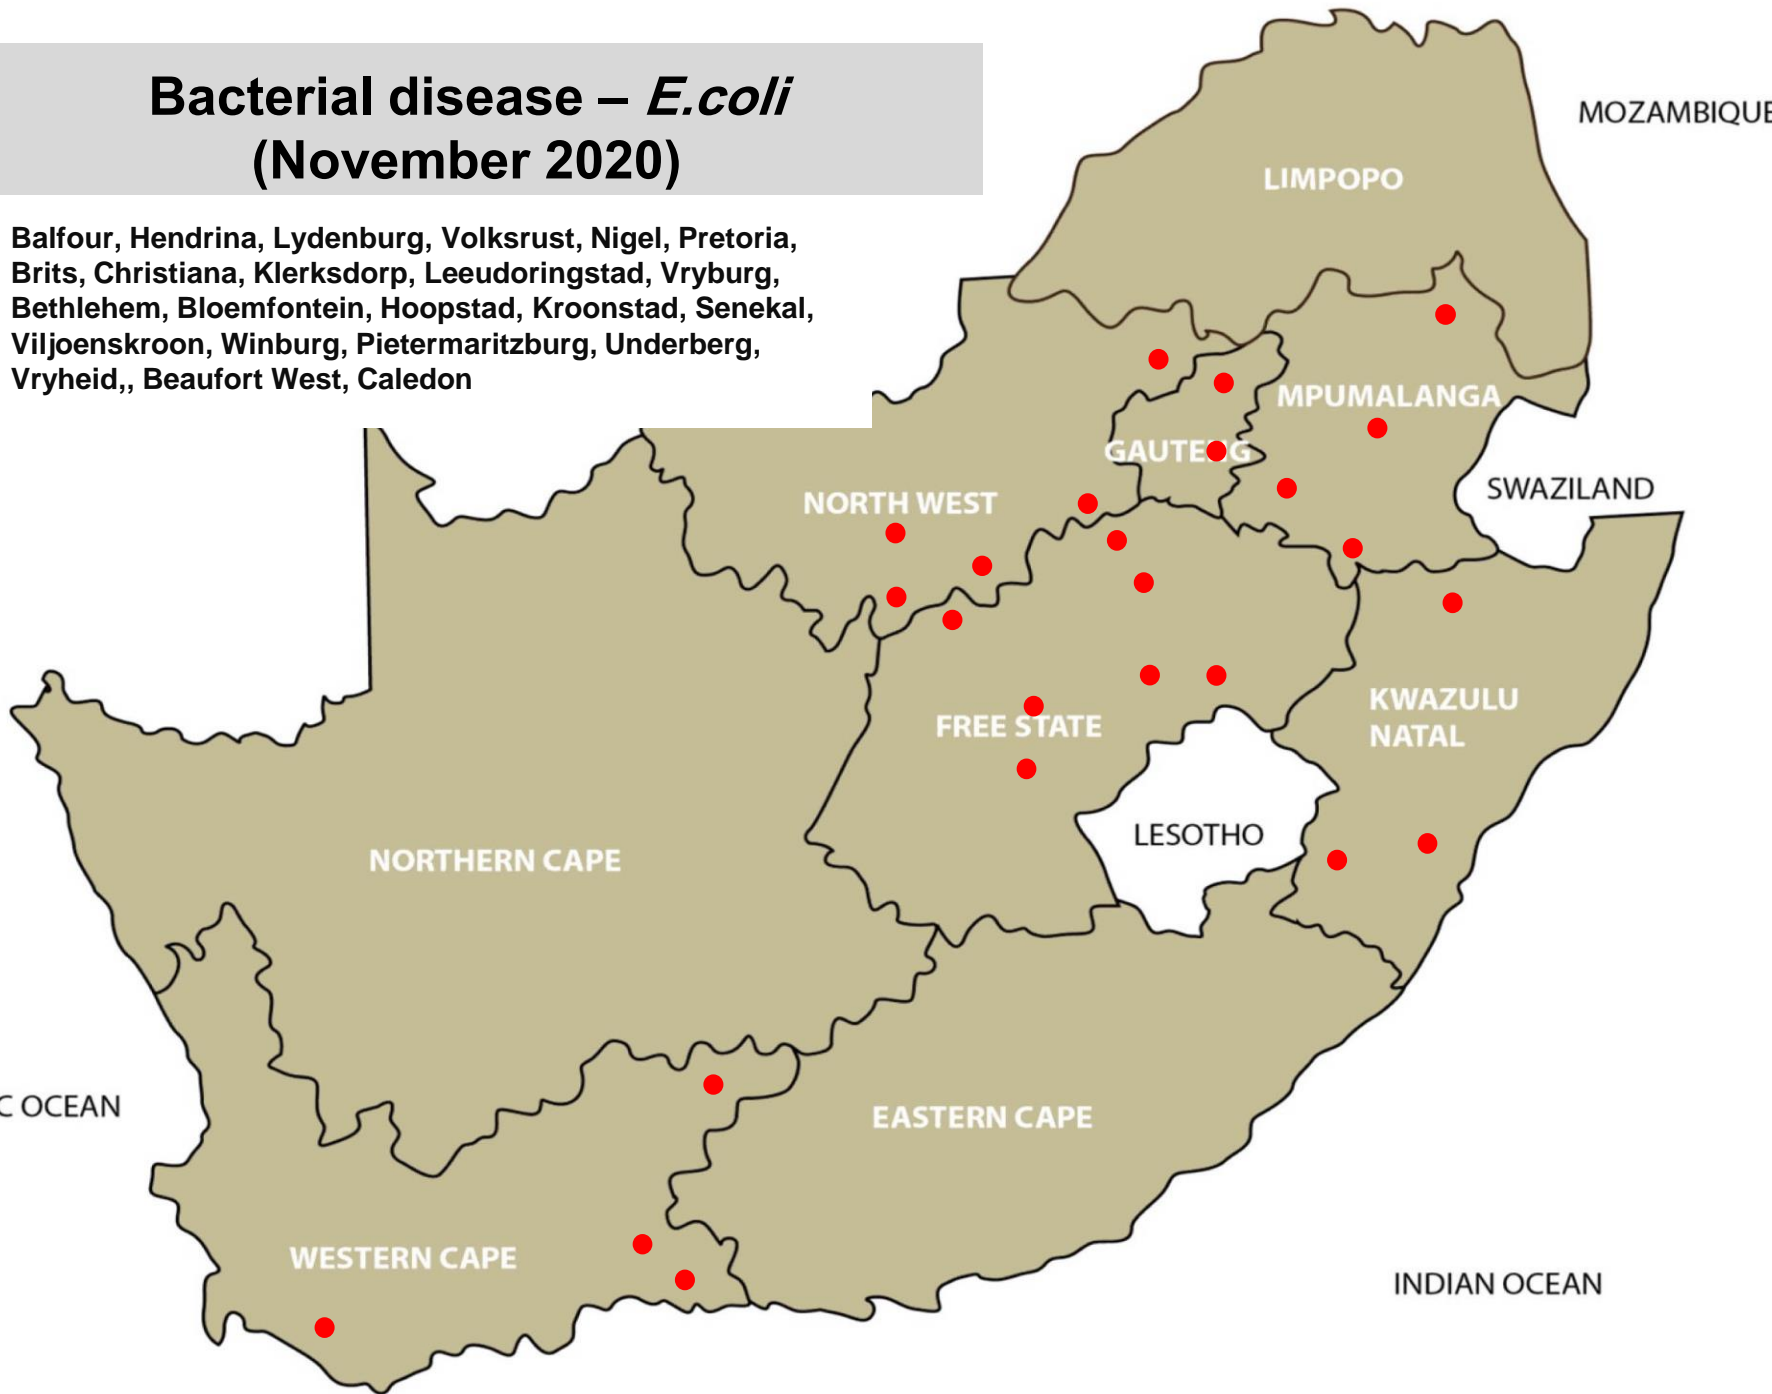 Bacterial disease – E.coli
(November 2020)
Balfour, Hendrina, Lydenburg, Volksrust, Nigel, Pretoria,
Brits, Christiana, Klerksdorp, Leeudoringstad, Vryburg,
Bethlehem, Bloemfontein, Hoopstad, Kroonstad, Senekal,
Viljoenskroon, Winburg, Pietermaritzburg, Underberg,
Vryheid,, Beaufort West, Caledon
MOZAMBIQUE
LIMPOPO
MPUMALANGA
GAUTENG
SWAZILAND
NORTH WEST
KWAZULU
NATAL
FREE STATE
LESOTHO
NORTHERN CAPE
C OCEAN
EASTERN CAPE
WESTERN CAPE
INDIAN OCEAN